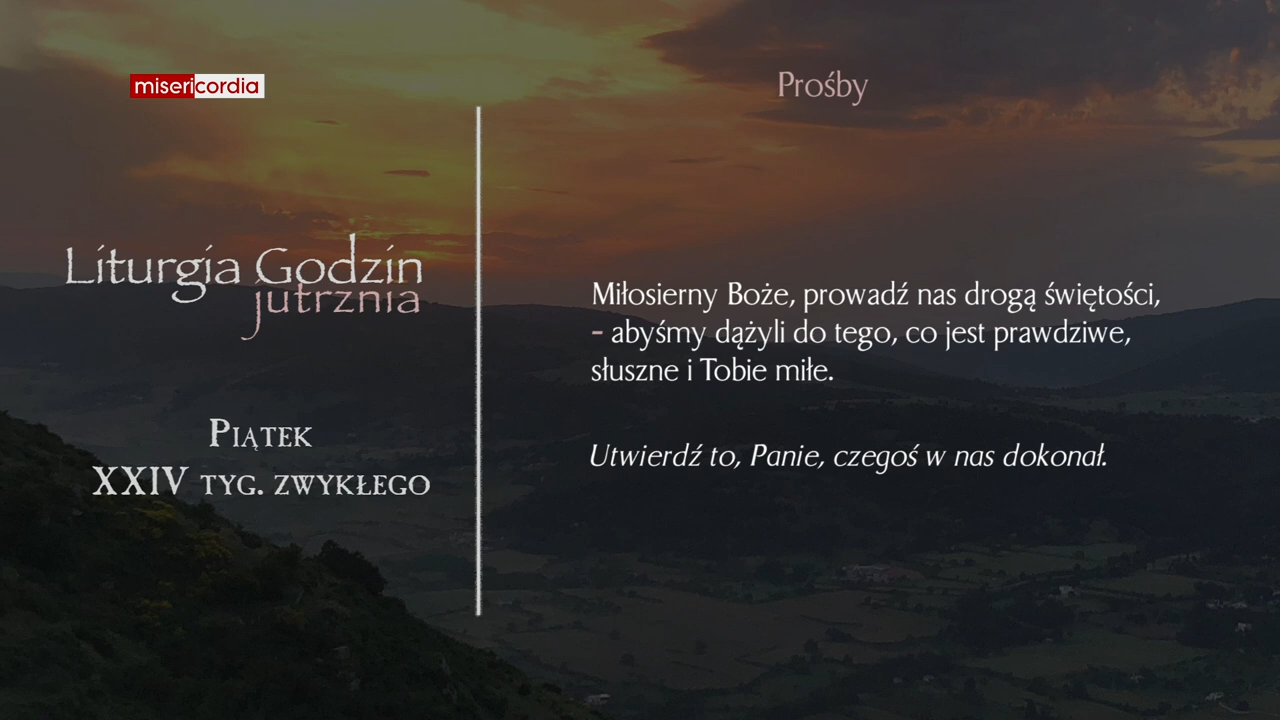 misericordia
Liturgia Godzin
jutrznia
Piątek
XXIV tyg. zwykłego
Prośby
Miłosierny Boże, prowadź nas drogą świętości,
- abyśmy dążyli do tego, co jest prawdziwe,
słuszne i Tobie miłe.
Utwierdź to, Panie, czegoś w nas dokonał.